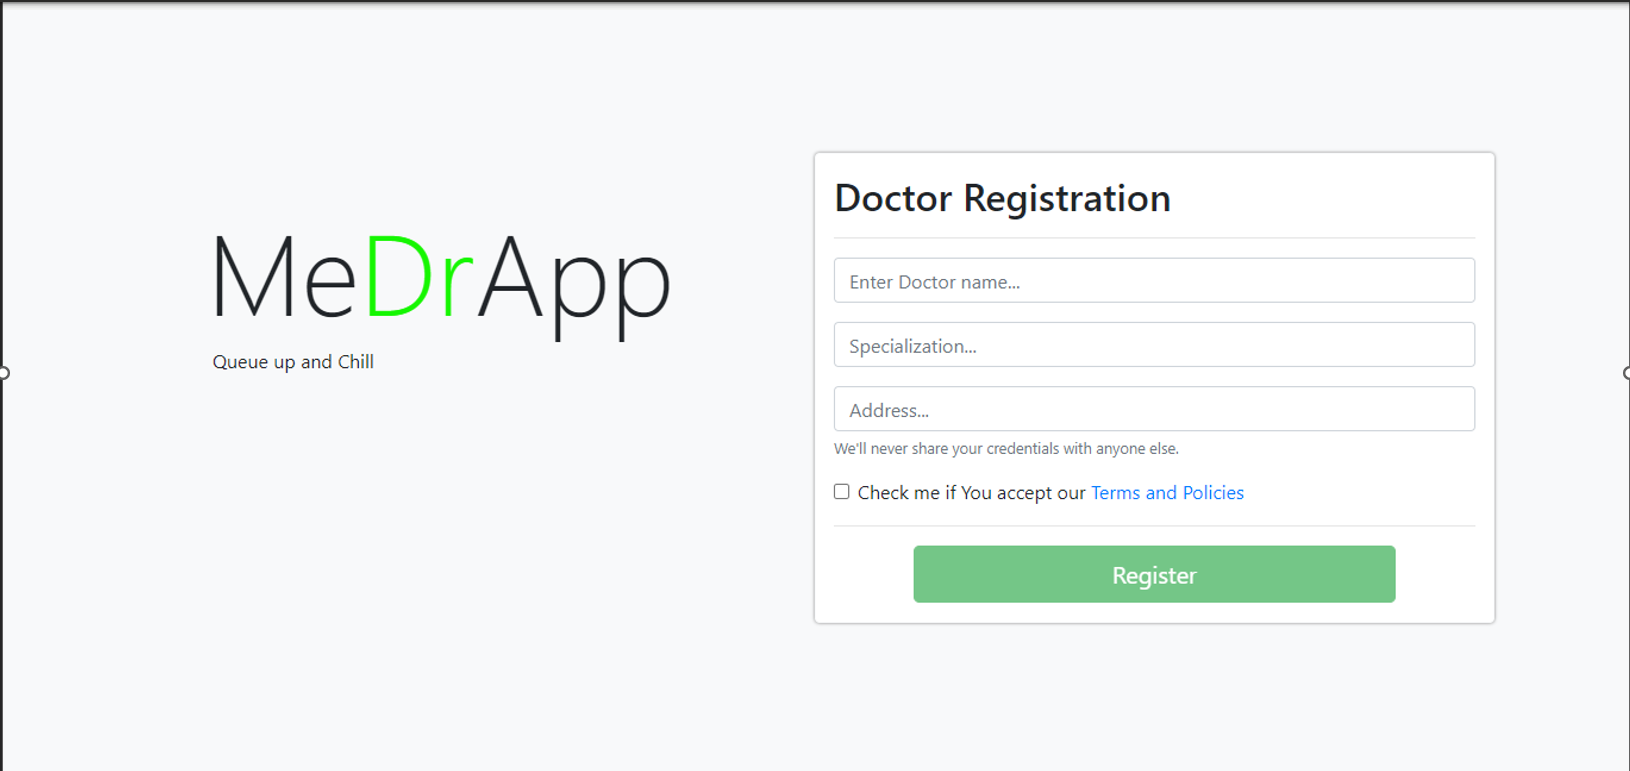 MeDrApp
Queue up and Chill
Doctor Registration
Enter Doctor name...
Specialization...
Address...
We'll never share your credentials with anyone else.
Check me if You accept our Terms and Policies
Register